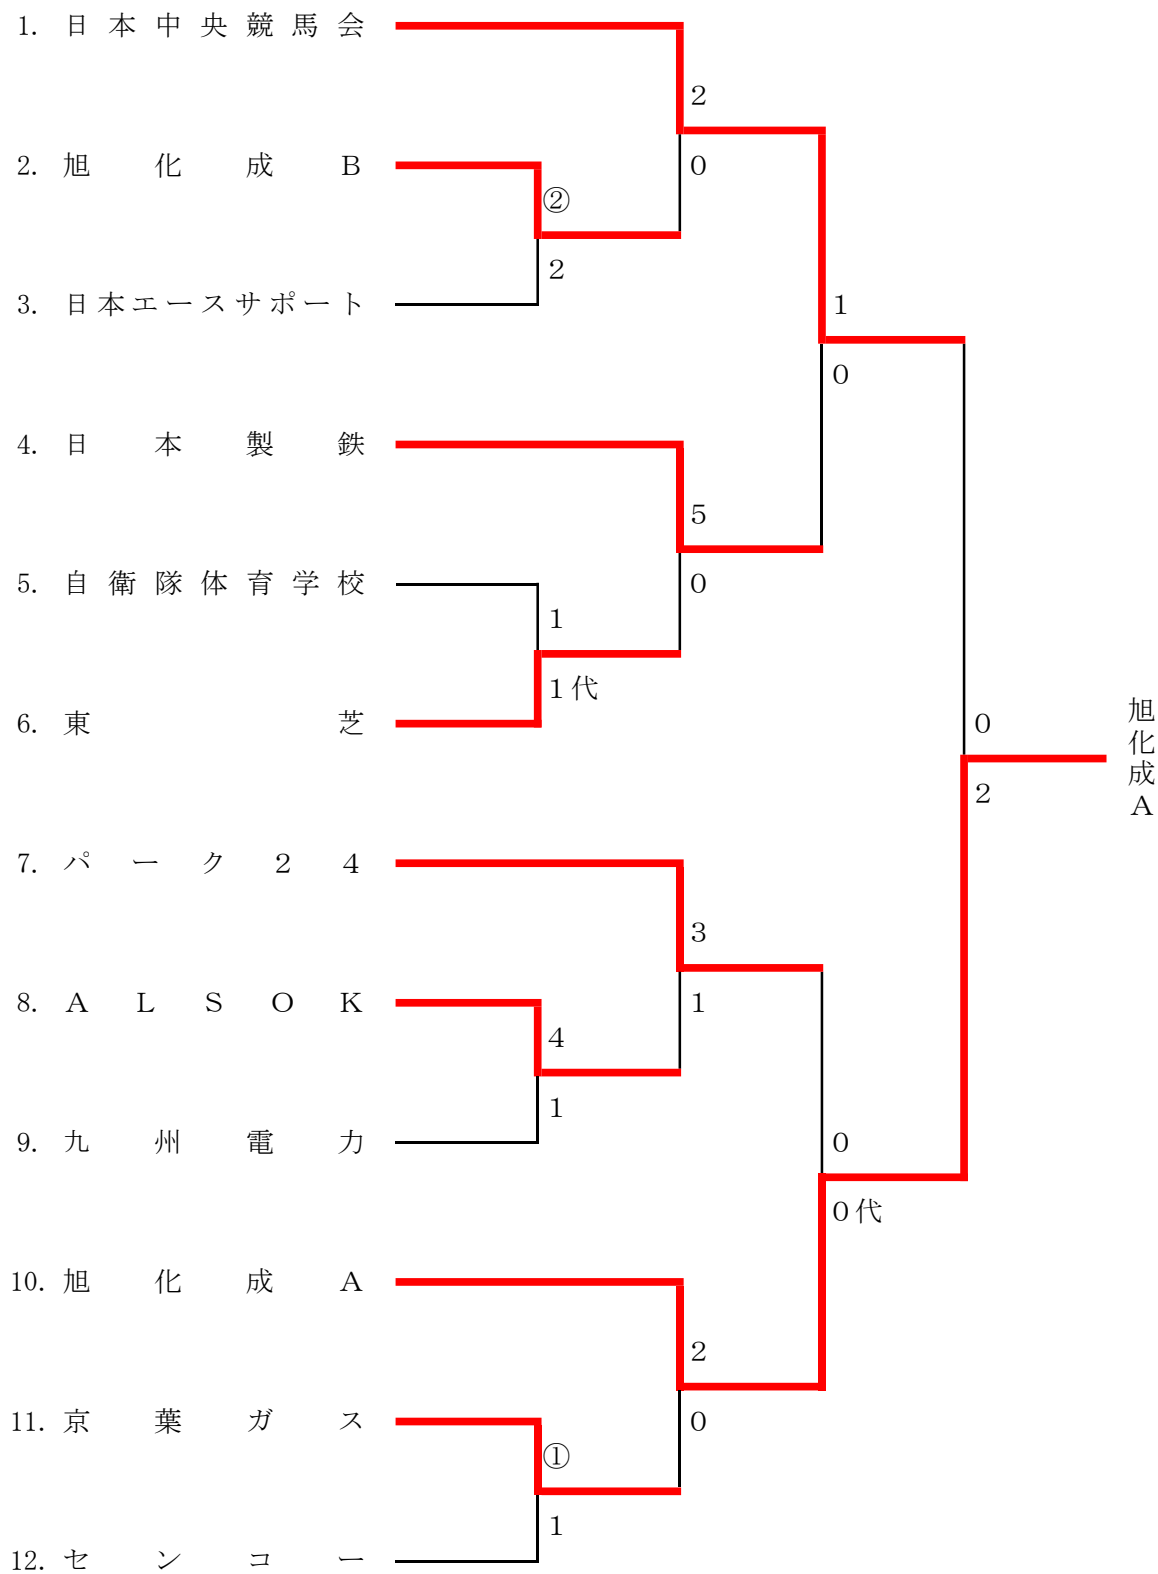 1. 日本中央競馬会
2
2. 旭化成Ｂ
0
②
2
3. 日本エースサポート
1
0
4. 日本製鉄
5
5. 自衛隊体育学校
0
1
1代
6. 東芝
0
2
旭化成Ａ
7. パーク２４
3
8. ＡＬＳＯＫ
1
4
1
9. 九州電力
0
0代
10. 旭化成Ａ
2
11. 京葉ガス
0
①
1
12. センコー